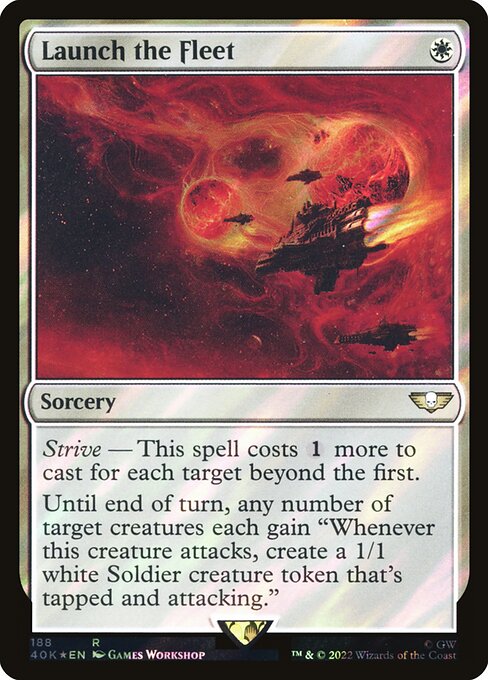 Launch the Fleet
Sorcery
Strive — This spell costs 1 more to
cast for each target beyond the first.
Until end of turn, any number of
target creatures each gain “Whenever
this creature attacks, create a 1/1
white Soldier creature token that’s
tapped and attacking.”
188 R
40K★EN Games Workshop
© GW
™ & © 2022 Wizards of the Coast